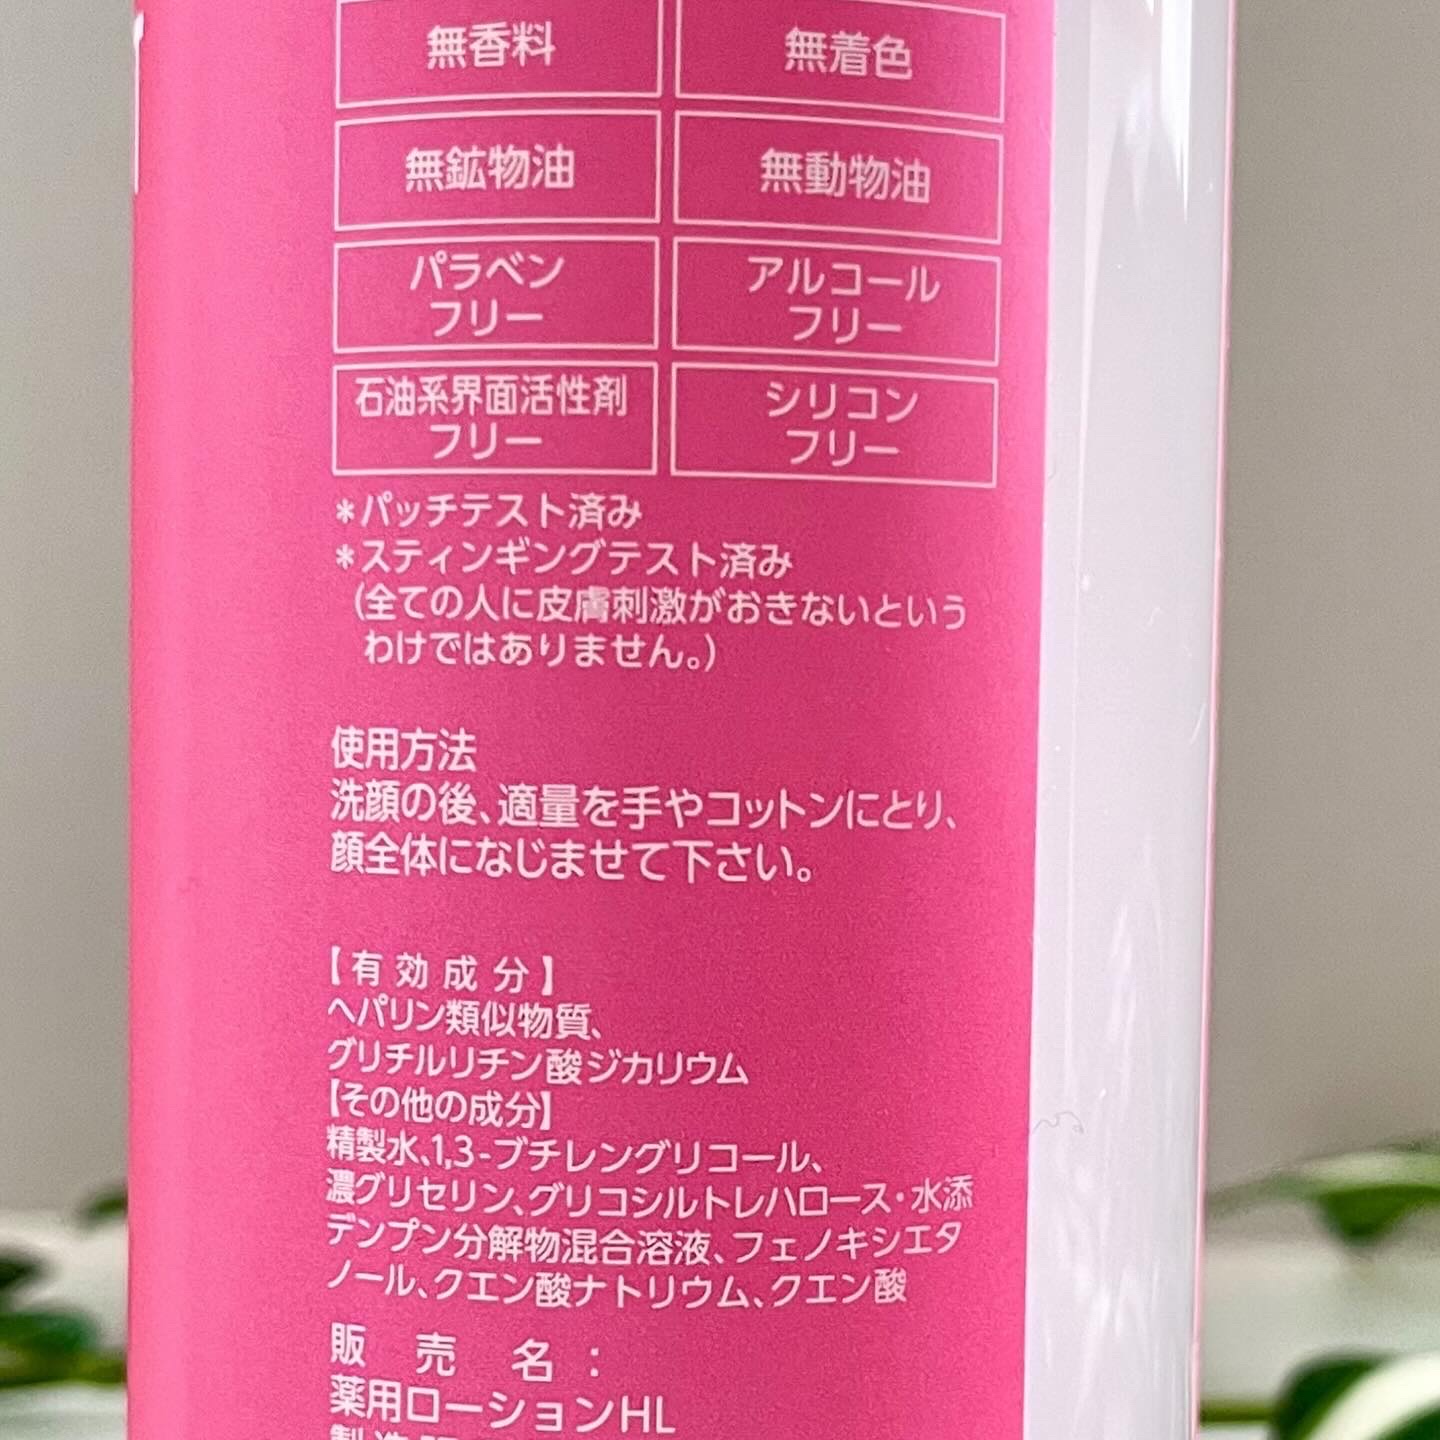 無香料 無着色
無鉱物油 無動物油
パラベン
フリー
アルコール
フリー
石油系界面活性剤
フリー
シリコン
フリー
*パッチテスト済み
*スティンギングテスト済み
(全ての人に皮膚刺激がおきないという
わけではありません。)
使用方法
洗顔の後、適量を手やコットンにとり、
顔全体になじませて下さい。
【有効成分】
ヘパリン類似物質、
グリチルリチン酸ジカリウム
【その他の成分】
精製水、1,3-ブチレングリコール、
濃グリセリン、グリコシルトレハロース・水添
デンプン分解物混合溶液、フェノキシエタ
ノール、クエン酸ナトリウム、クエン酸
販売名:
薬用ローションHL